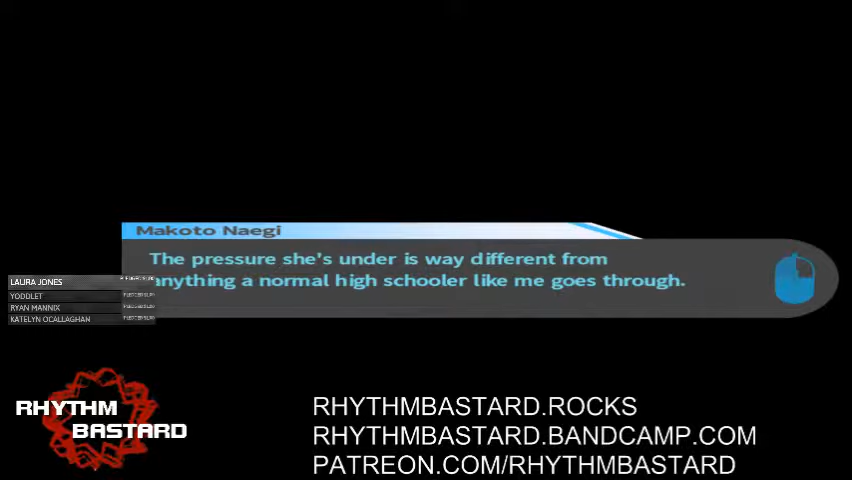 Makoto Naegi
The pressure she's under is way different from
anything a normal high schooler like me goes through.
LAURA JONES
YODDLET
RYAN MANNIX
KATELYN OCALLAGHAN
RHYTHM
BASTARD
RHYTHMBASTARD.ROCKS
RHYTHMBASTARD.BANDCAMP.COM
PATREON.COM/RHYTHMBASTARD